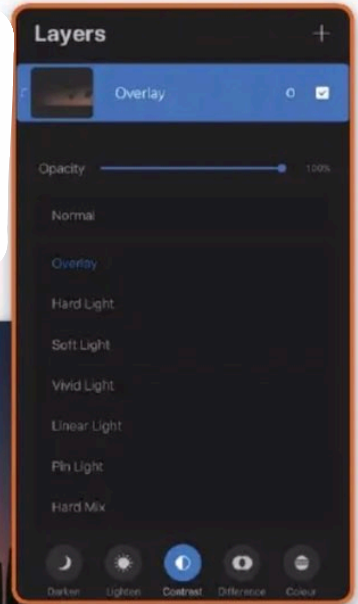 Layers +
Overlay O
Opacity 100%
Normal
Overlay
Hard Light
Soft Light
Vivid Light
Linear Light
Pin Light
Hard Mix
Darken Lighten Contrast Difference Colour